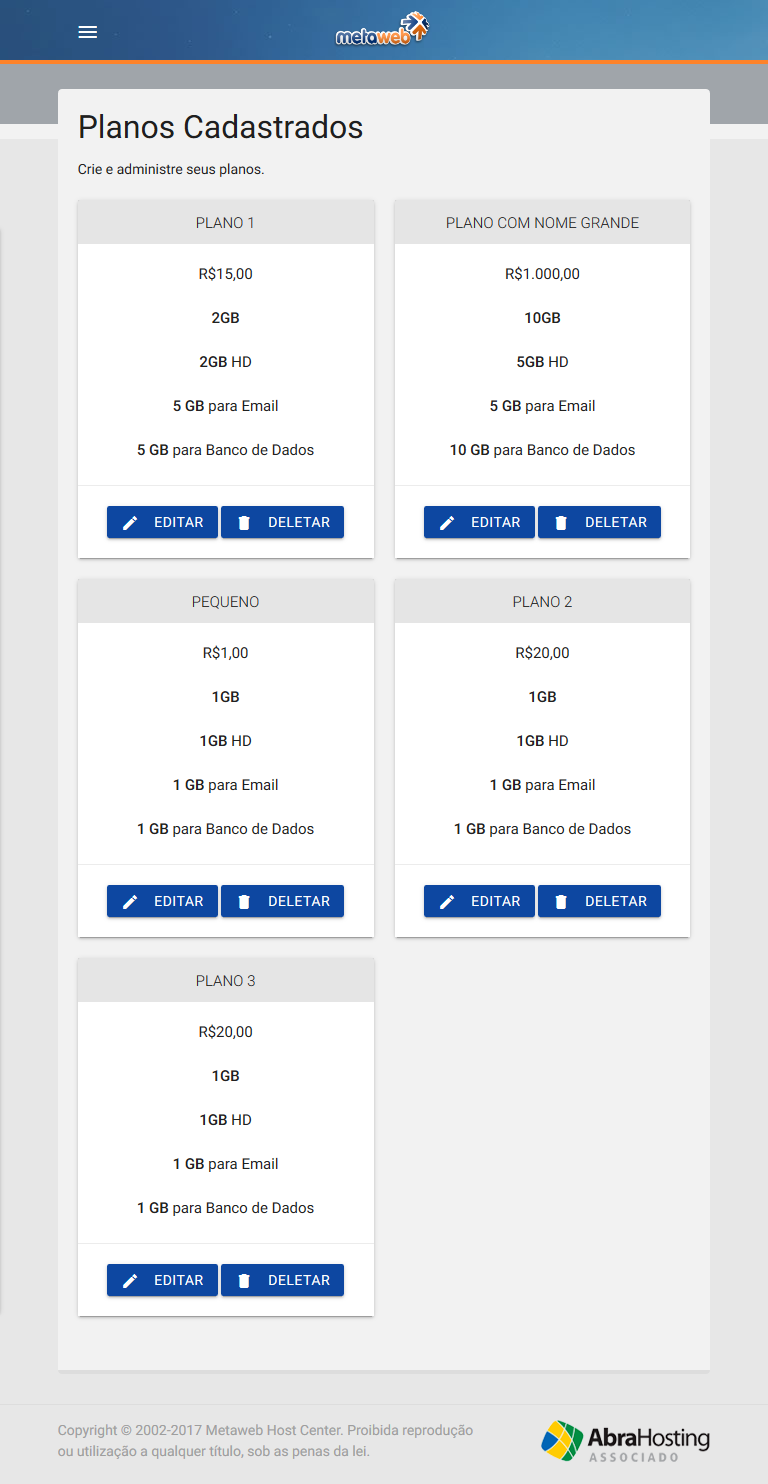 metaweb
Planos Cadastrados
Crie e administre seus planos.
PLANO 1
R$15,00
2GB
2GB HD
5 GB para Email
5 GB para Banco de Dados
EDITAR DELETAR
PLANO COM NOME GRANDE
R$1.000,00
10GB
5GB HD
5 GB para Email
10 GB para Banco de Dados
EDITAR DELETAR
PEQUENO
R$1,00
1GB
1GB HD
1 GB para Email
1 GB para Banco de Dados
EDITAR DELETAR
PLANO 2
R$20,00
1GB
1GB HD
1 GB para Email
1 GB para Banco de Dados
EDITAR DELETAR
PLANO 3
R$20,00
1GB
1GB HD
1 GB para Email
1 GB para Banco de Dados
EDITAR DELETAR
Copyright © 2002-2017 Metaweb Host Center. Proibida reprodução
ou utilização a qualquer título, sob as penas da lei.
AbraHosting
ASSOCIADO